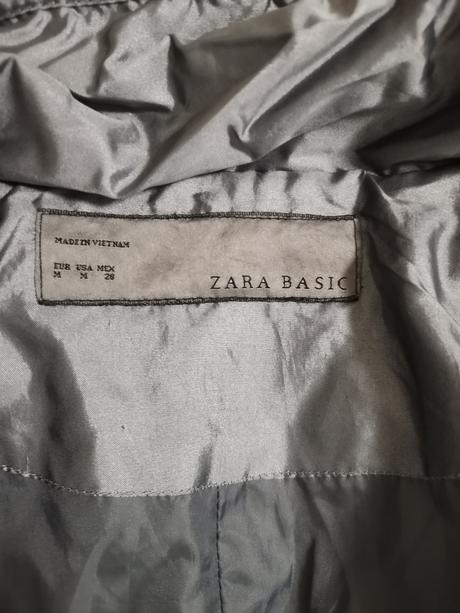 MADE IN VIETNAM
EUR USA MEX
M M 28
ZARA BASIC